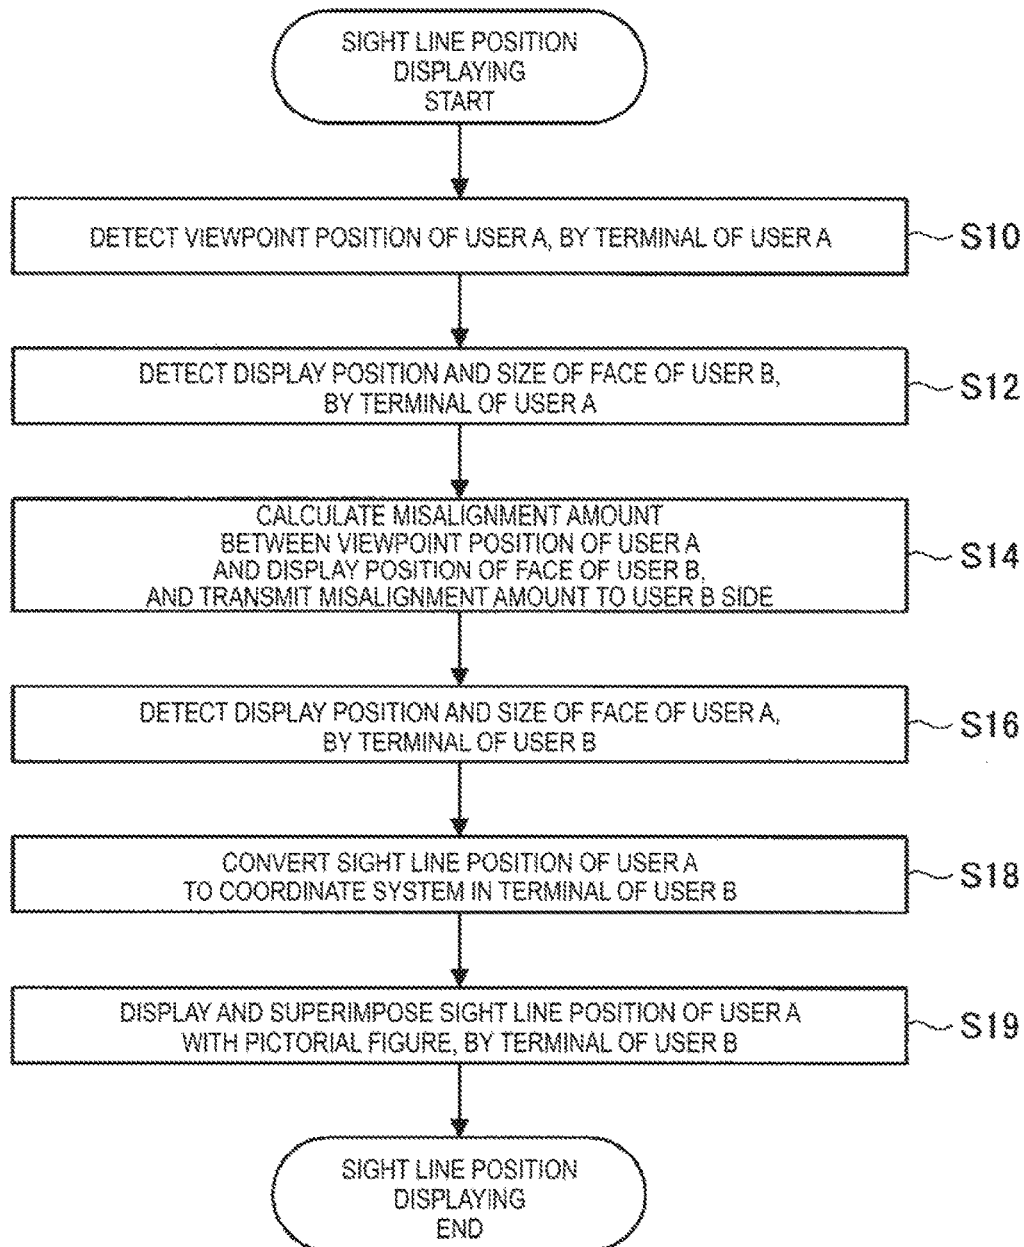 SIGHT LINE POSITION
DISPLAYING
START
DETECT VIEWPOINT POSITION OF USER A, BY TERMINAL OF USER A
S10
DETECT DISPLAY POSITION AND SIZE OF FACE OF USER B,
BY TERMINAL OF USER A
S12
CALCULATE MISALIGNMENT AMOUNT
BETWEEN VIEWPOINT POSITION OF USER A
AND DISPLAY POSITION OF FACE OF USER B,
AND TRANSMIT MISALIGNMENT AMOUNT TO USER B SIDE
S14
DETECT DISPLAY POSITION AND SIZE OF FACE OF USER A,
BY TERMINAL OF USER B
S16
CONVERT SIGHT LINE POSITION OF USER A
TO COORDINATE SYSTEM IN TERMINAL OF USER B
S18
DISPLAY AND SUPERIMPOSE SIGHT LINE POSITION OF USER A
WITH PICTORIAL FIGURE, BY TERMINAL OF USER B
S19
SIGHT LINE POSITION
DISPLAYING
END